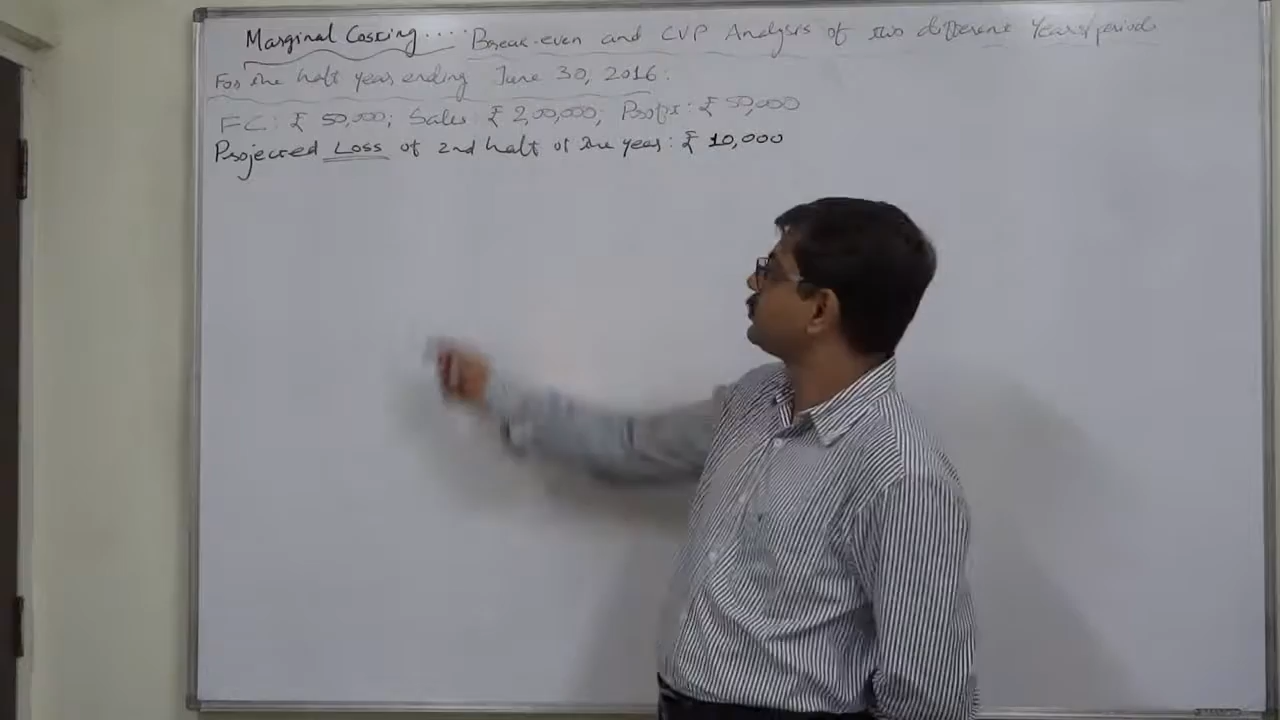 Marginal Costing.... Break-even and CVP Analysis of two different Years/periods
For the half year ending June 30, 2016.
FC: ₹ 50,000; Sales: ₹ 2,00,000; Profit: ₹ 50,000
Projected Loss of 2nd half of the year: ₹ 10,000